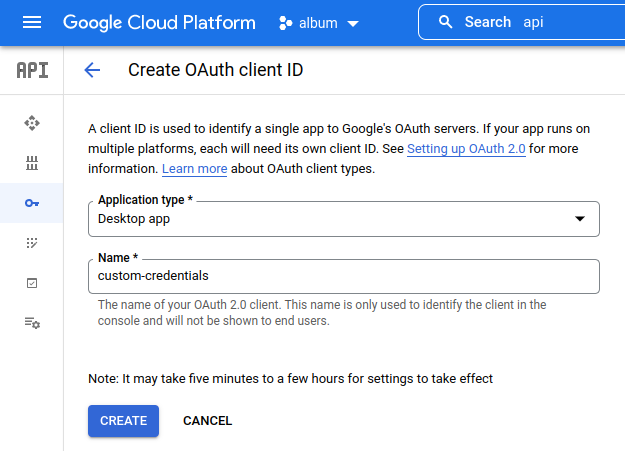 Google Cloud Platform album Search api
API Create OAuth client ID
A client ID is used to identify a single app to Google's OAuth servers. If your app runs on
multiple platforms, each will need its own client ID. See Setting up OAuth 2.0 for more
information. Learn more about OAuth client types.
Application type *
Desktop app
Name *
custom-credentials
The name of your OAuth 2.0 client. This name is only used to identify the client in the
console and will not be shown to end users.
Note: It may take five minutes to a few hours for settings to take effect
CREATE CANCEL